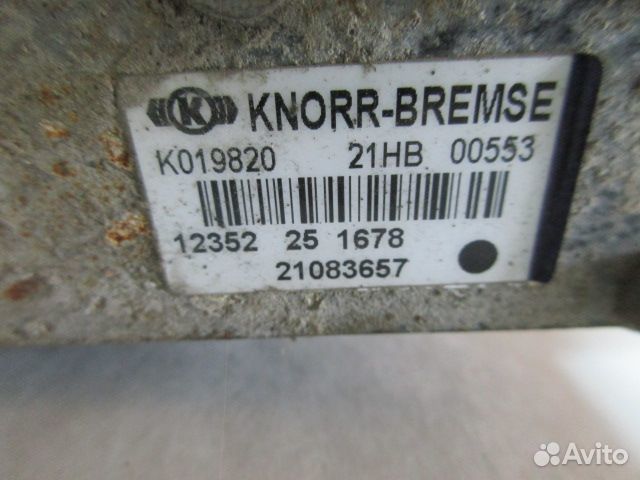 K KNORR-BREMSE
K019820 21HB 00553
12352 25 1678
21083657
Avito